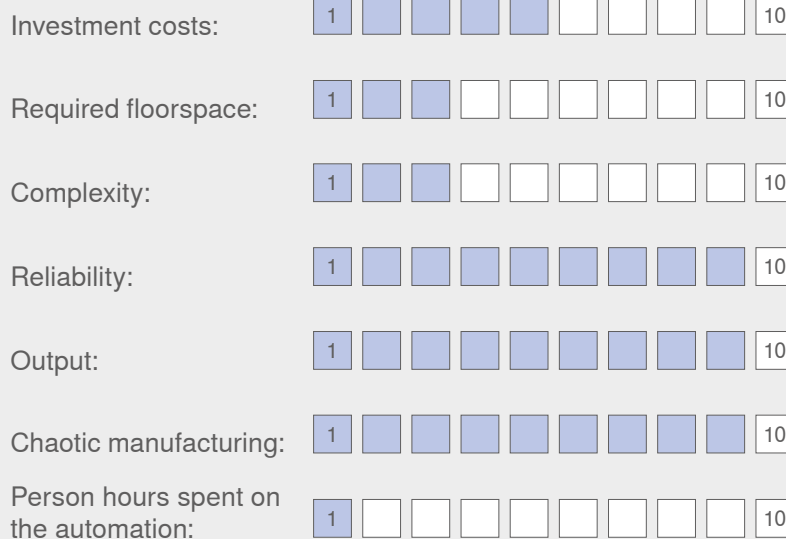 Investment costs: 1 10
Required floorspace: 1 10
Complexity: 1 10
Reliability: 1 10
Output: 1 10
Chaotic manufacturing: 1 10
Person hours spent on
the automation: 1 10